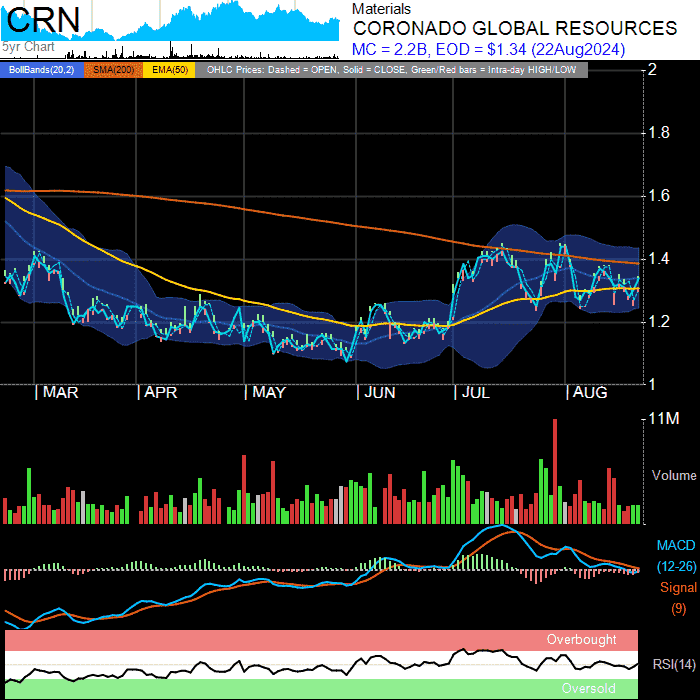 CRN
5yr Chart
Materials
CORONADO GLOBAL RESOURCES
MC = 2.2B, EOD = $1.34 (22Aug2024)
BollBands(20,2) SMA(200) EMA(50) OHLC Prices: Dashed = OPEN, Solid = CLOSE, Green/Red bars = Intra-day HIGH/LOW
2
1.8
1.6
1.4
1.2
1
| MAR | APR | MAY | JUN | JUL | AUG
11M
Volume
MACD
(12-26)
Signal
(9)
Overbought
RSI(14)
Oversold